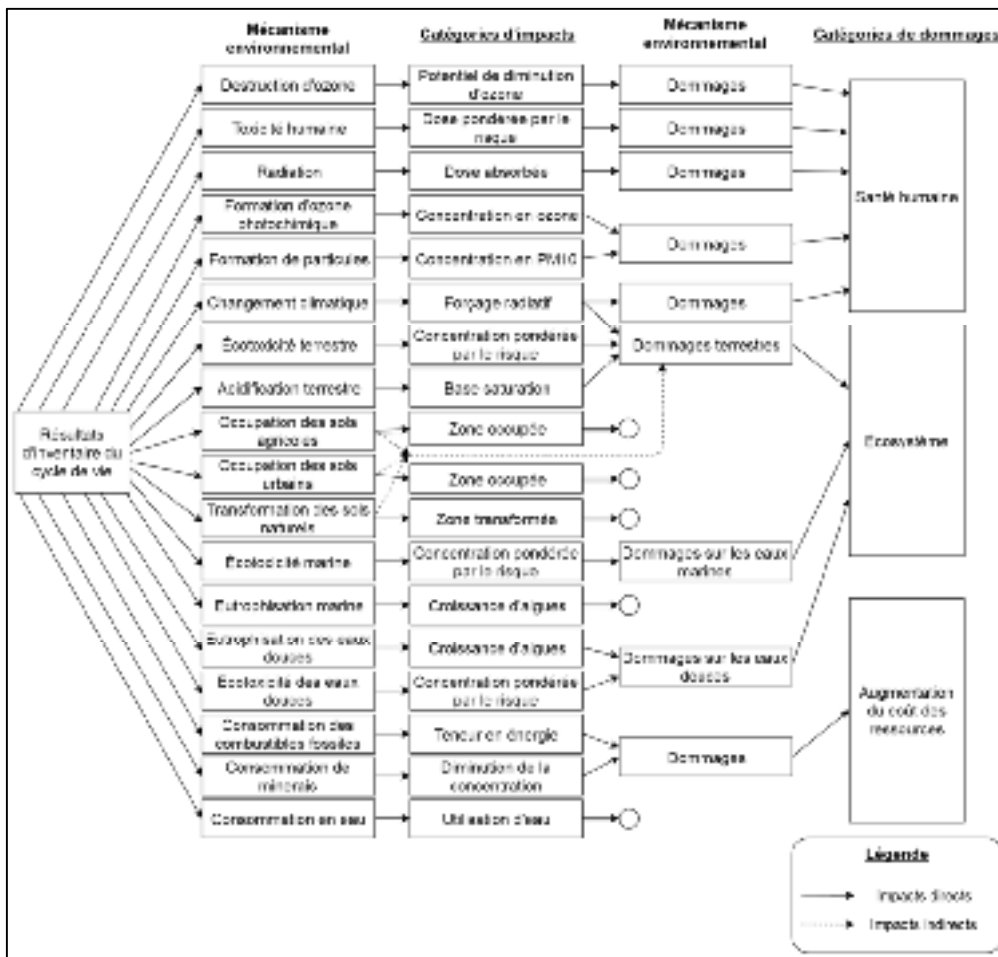 Mécanisme
environnemental
Catégories d'impacts
Mécanisme
environnemental
Catégories de dommages
Destruction d'ozone
Potentiel de diminution
d'ozone
Dommages
Toxicité humaine
Dose pondérée par le
risque
Dommages
Radiation
Dose absorbée
Dommages
Santé humaine
Formation d'ozone
photochimique
Concentration en ozone
Dommages
Formation de particules
Concentration en PM10
Changement climatique
Forçage radiatif
Dommages
Écotoxicité terrestre
Concentration pondérée
par le risque
Dommages terrestres
Acidification terrestre
Base saturation
Résultats
d'inventaire du
cycle de vie
Occupation des sols
agricoles
Zone occupée
Ecosystème
Occupation des sols
urbains
Zone occupée
Transformation des sols
naturels
Zone transformée
Écotoxicité marine
Concentration pondérée
par le risque
Dommages sur les eaux
marines
Eutrophisation marine
Croissance d'algues
Eutrophisation des eaux
douces
Croissance d'algues
Dommages sur les eaux
douces
Ecotoxicité des eaux
douces
Concentration pondérée
par le risque
Augmentation
du coût des
ressources
Consommation des
combustibles fossiles
Teneur en énergie
Dommages
Consommation de
minerais
Diminution de la
concentration
Consommation en eau
Utilisation d'eau
Légende
Impacts directs
Impacts indirects